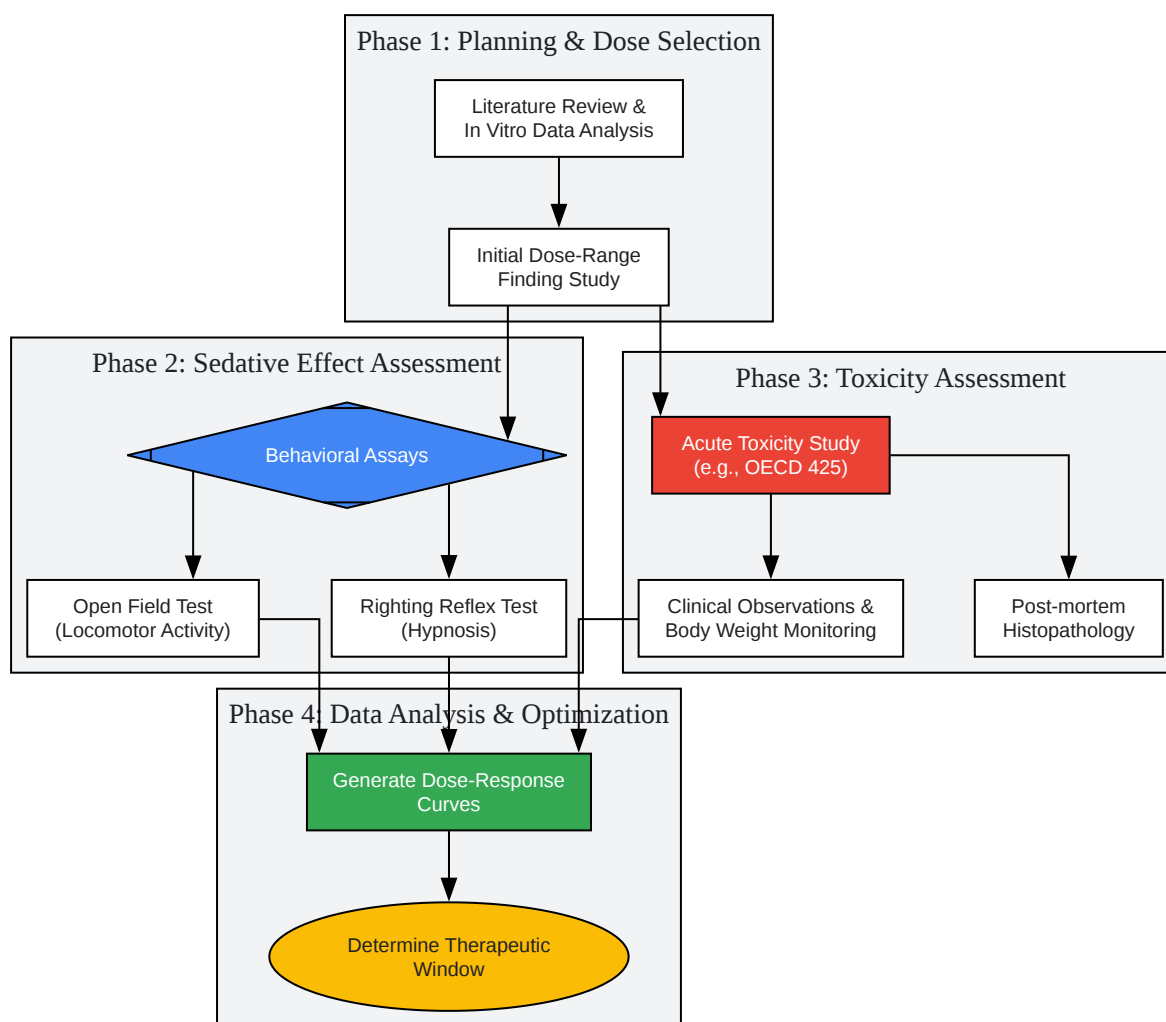 Phase 1: Planning & Dose Selection
Literature Review &
In Vitro Data Analysis
Initial Dose-Range
Finding Study
Phase 2: Sedative Effect Assessment
Behavioral Assays
Open Field Test
(Locomotor Activity)
Righting Reflex Test
(Hypnosis)
Phase 3: Toxicity Assessment
Acute Toxicity Study
(e.g., OECD 425)
Clinical Observations &
Body Weight Monitoring
Post-mortem
Histopathology
Phase 4: Data Analysis & Optimization
Generate Dose-Response
Curves
Determine Therapeutic
Window